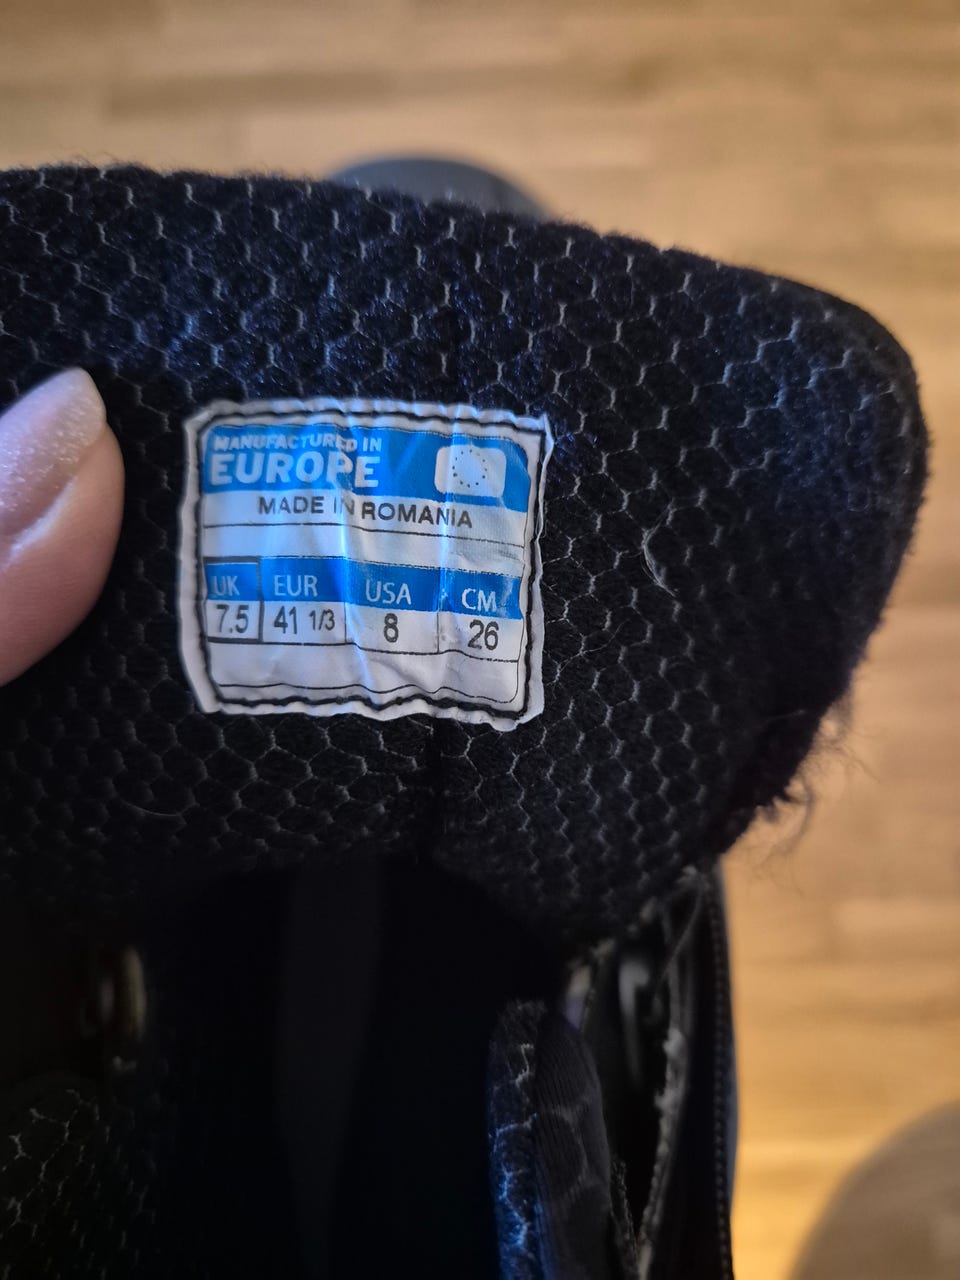 MANUFACTURED IN
EUROPE
MADE IN ROMANIA
UK EUR USA CM
7.5 41 1/3 8 26